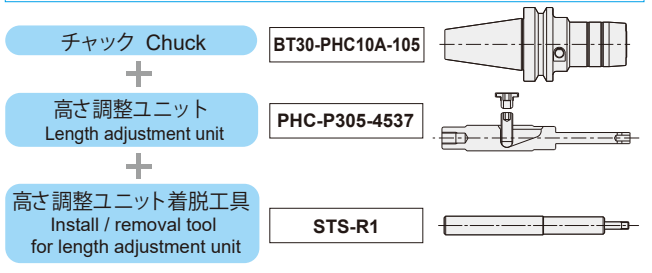 チャック Chuck
BT30-PHC10A-105
高さ調整ユニット
Length adjustment unit
PHC-P305-4537
高さ調整ユニット着脱工具
Install / removal tool
for length adjustment unit
STS-R1